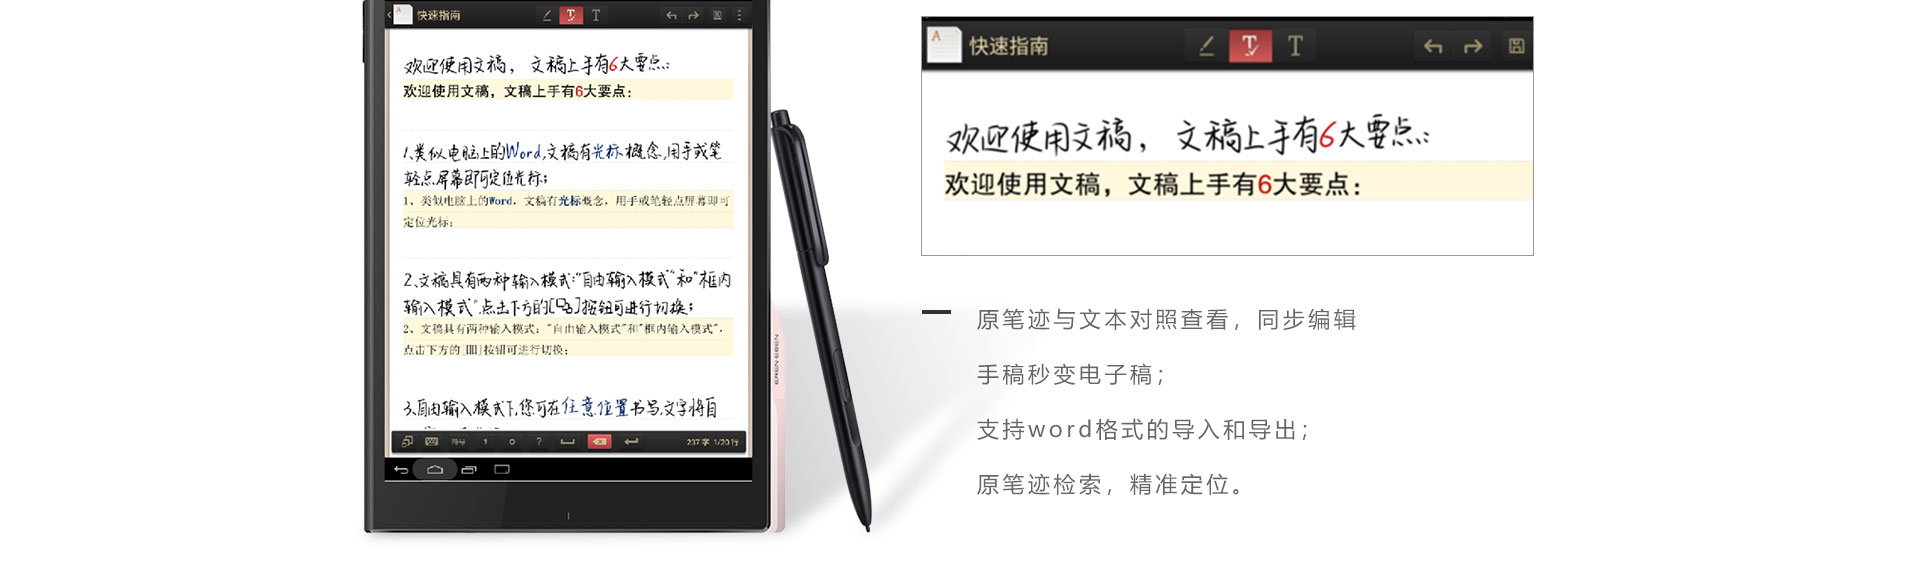 快速指南
欢迎使用文稿，文稿上手有6大要点：
欢迎使用文稿，文稿上手有6大要点：
1.类似电脑上的Word,文稿有光标概念,用手或笔
轻点屏幕即可定位光标；
1、类似电脑上的Word，文稿有光标概念，用手或笔轻点屏幕即可
定位光标；
2.文稿具有两种输入模式:“自由输入模式”和“框内
输入模式”,点击下方的[]按钮可进行切换；
2、文稿具有两种输入模式：“自由输入模式”和“框内输入模式”，
点击下方的[]按钮可进行切换；
3.自由输入模式下,您可在任意位置书写,文字将自
符号 ， 。 ？ 237字 1/20行
EREN EBEN
快速指南
欢迎使用文稿，文稿上手有6大要点：
欢迎使用文稿，文稿上手有6大要点：
原笔迹与文本对照查看，同步编辑
手稿秒变电子稿；
支持word格式的导入和导出；
原笔迹检索，精准定位。